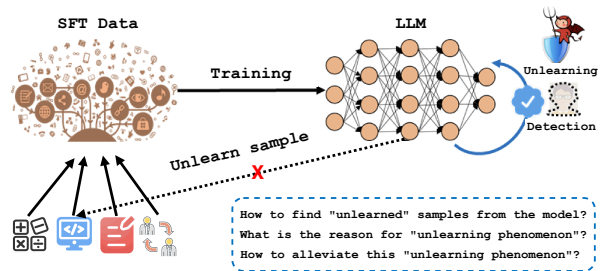 SFT Data
LLM
Training
Unlearning
Detection
Unlearn sample
X
How to find "unlearned" samples from the model?
What is the reason for "unlearning phenomenon"?
How to alleviate this "unlearning phenomenon"?